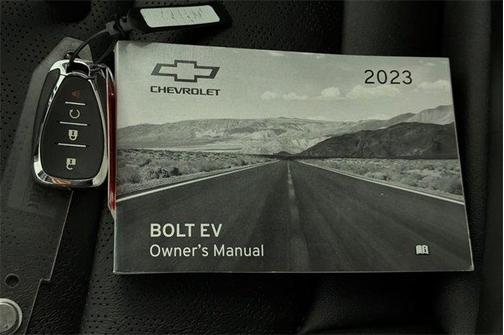 CHEVROLET
2023
BOLT EV
Owner's Manual